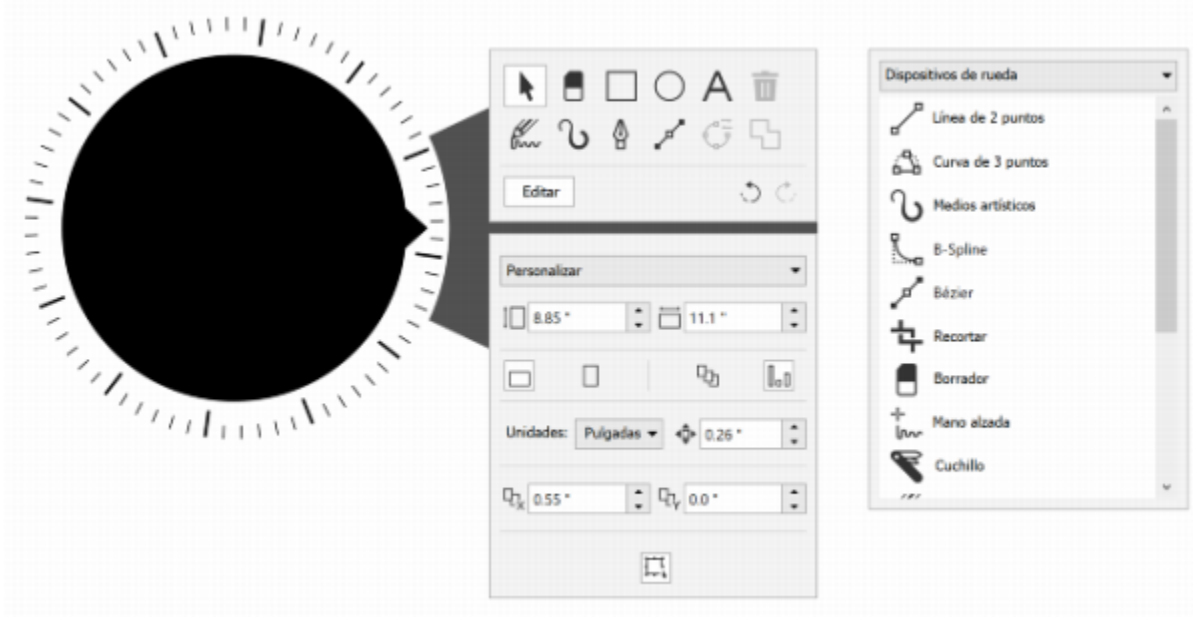 A
Editar
Personalizar
8.85 "
11.1 "
Unidades:
Pulgadas
0.26 "
X
0.55 "
Y
0.0 "
Dispositivos de rueda
Línea de 2 puntos
Curva de 3 puntos
Medios artísticos
B-Spline
Bézier
Recortar
Borrador
Mano alzada
Cuchillo